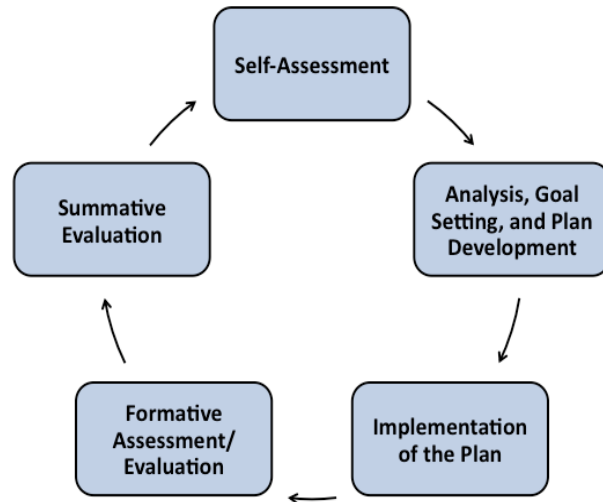 Self-Assessment
Analysis, Goal
Setting, and Plan
Development
Implementation
of the Plan
Formative
Assessment/
Evaluation
Summative
Evaluation